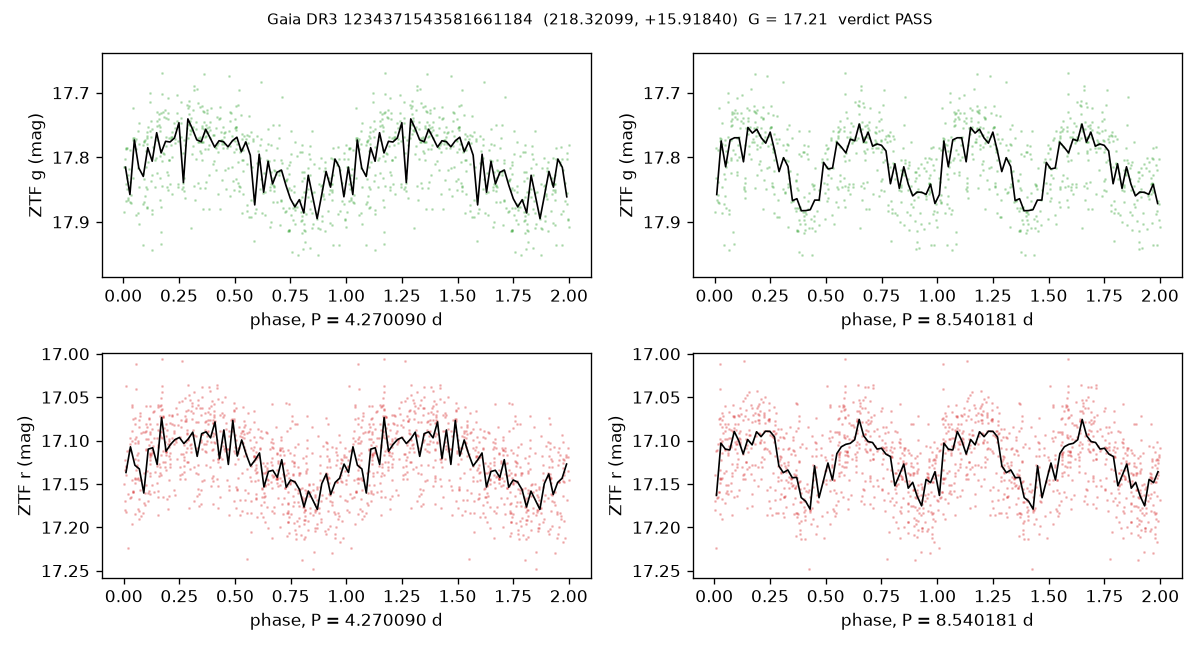 Gaia DR3 1234371543581661184 (218.32099, +15.91840) G = 17.21 verdict PASS
ZTF g (mag)
17.7
17.8
17.9
0.00 0.25 0.50 0.75 1.00 1.25 1.50 1.75 2.00
phase, P = 4.270090 d
ZTF g (mag)
17.7
17.8
17.9
0.00 0.25 0.50 0.75 1.00 1.25 1.50 1.75 2.00
phase, P = 8.540181 d
ZTF r (mag)
17.00
17.05
17.10
17.15
17.20
17.25
0.00 0.25 0.50 0.75 1.00 1.25 1.50 1.75 2.00
phase, P = 4.270090 d
ZTF r (mag)
17.00
17.05
17.10
17.15
17.20
17.25
0.00 0.25 0.50 0.75 1.00 1.25 1.50 1.75 2.00
phase, P = 8.540181 d